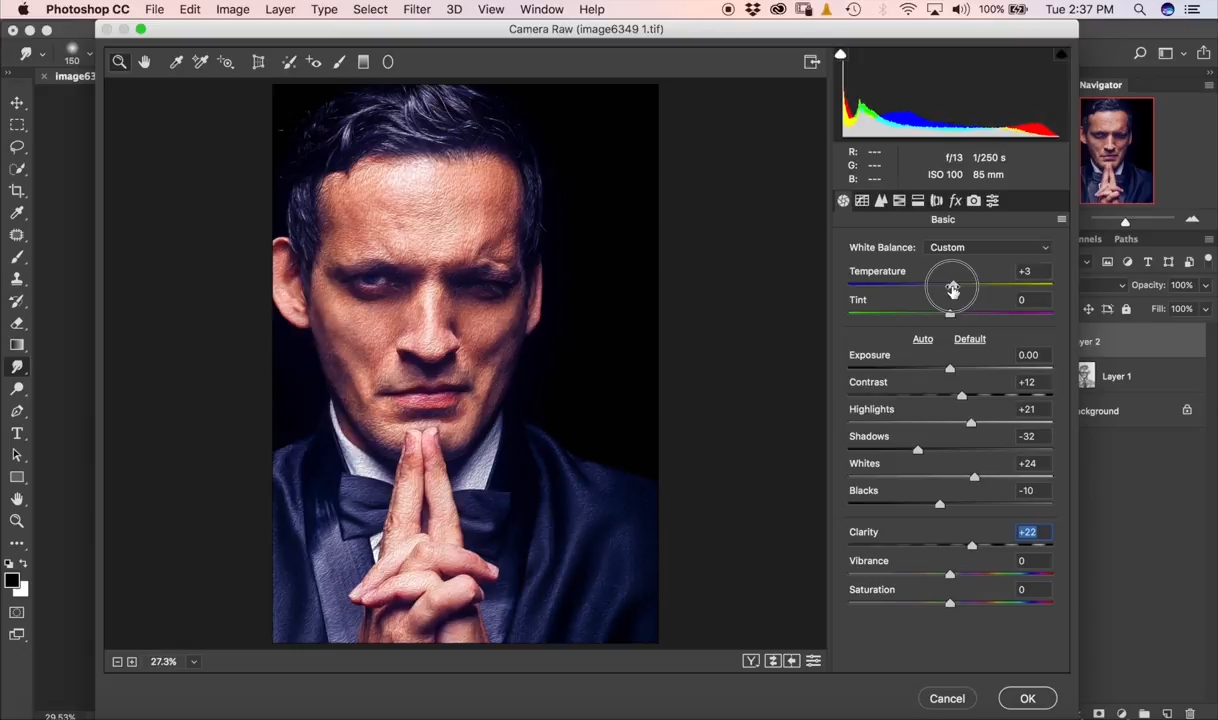 Photoshop CC File Edit Image Layer Type Select Filter 3D View Window Help 100% Tue 2:37 PM
Camera Raw (image6349 1.tif)
150
image63
Navigator
R: ---
G: ---
B: ---
f/13 1/250 s
ISO 100 85 mm
Basic
White Balance: Custom
Temperature +3
Tint 0
Auto Default
Exposure 0.00
Contrast +12
Highlights +21
Shadows -32
Whites +24
Blacks -10
Clarity +22
Vibrance 0
Saturation 0
nnels Paths
Opacity: 100%
Fill: 100%
yer 2
Layer 1
ckground
27.3%
Y
Cancel OK
29.53%